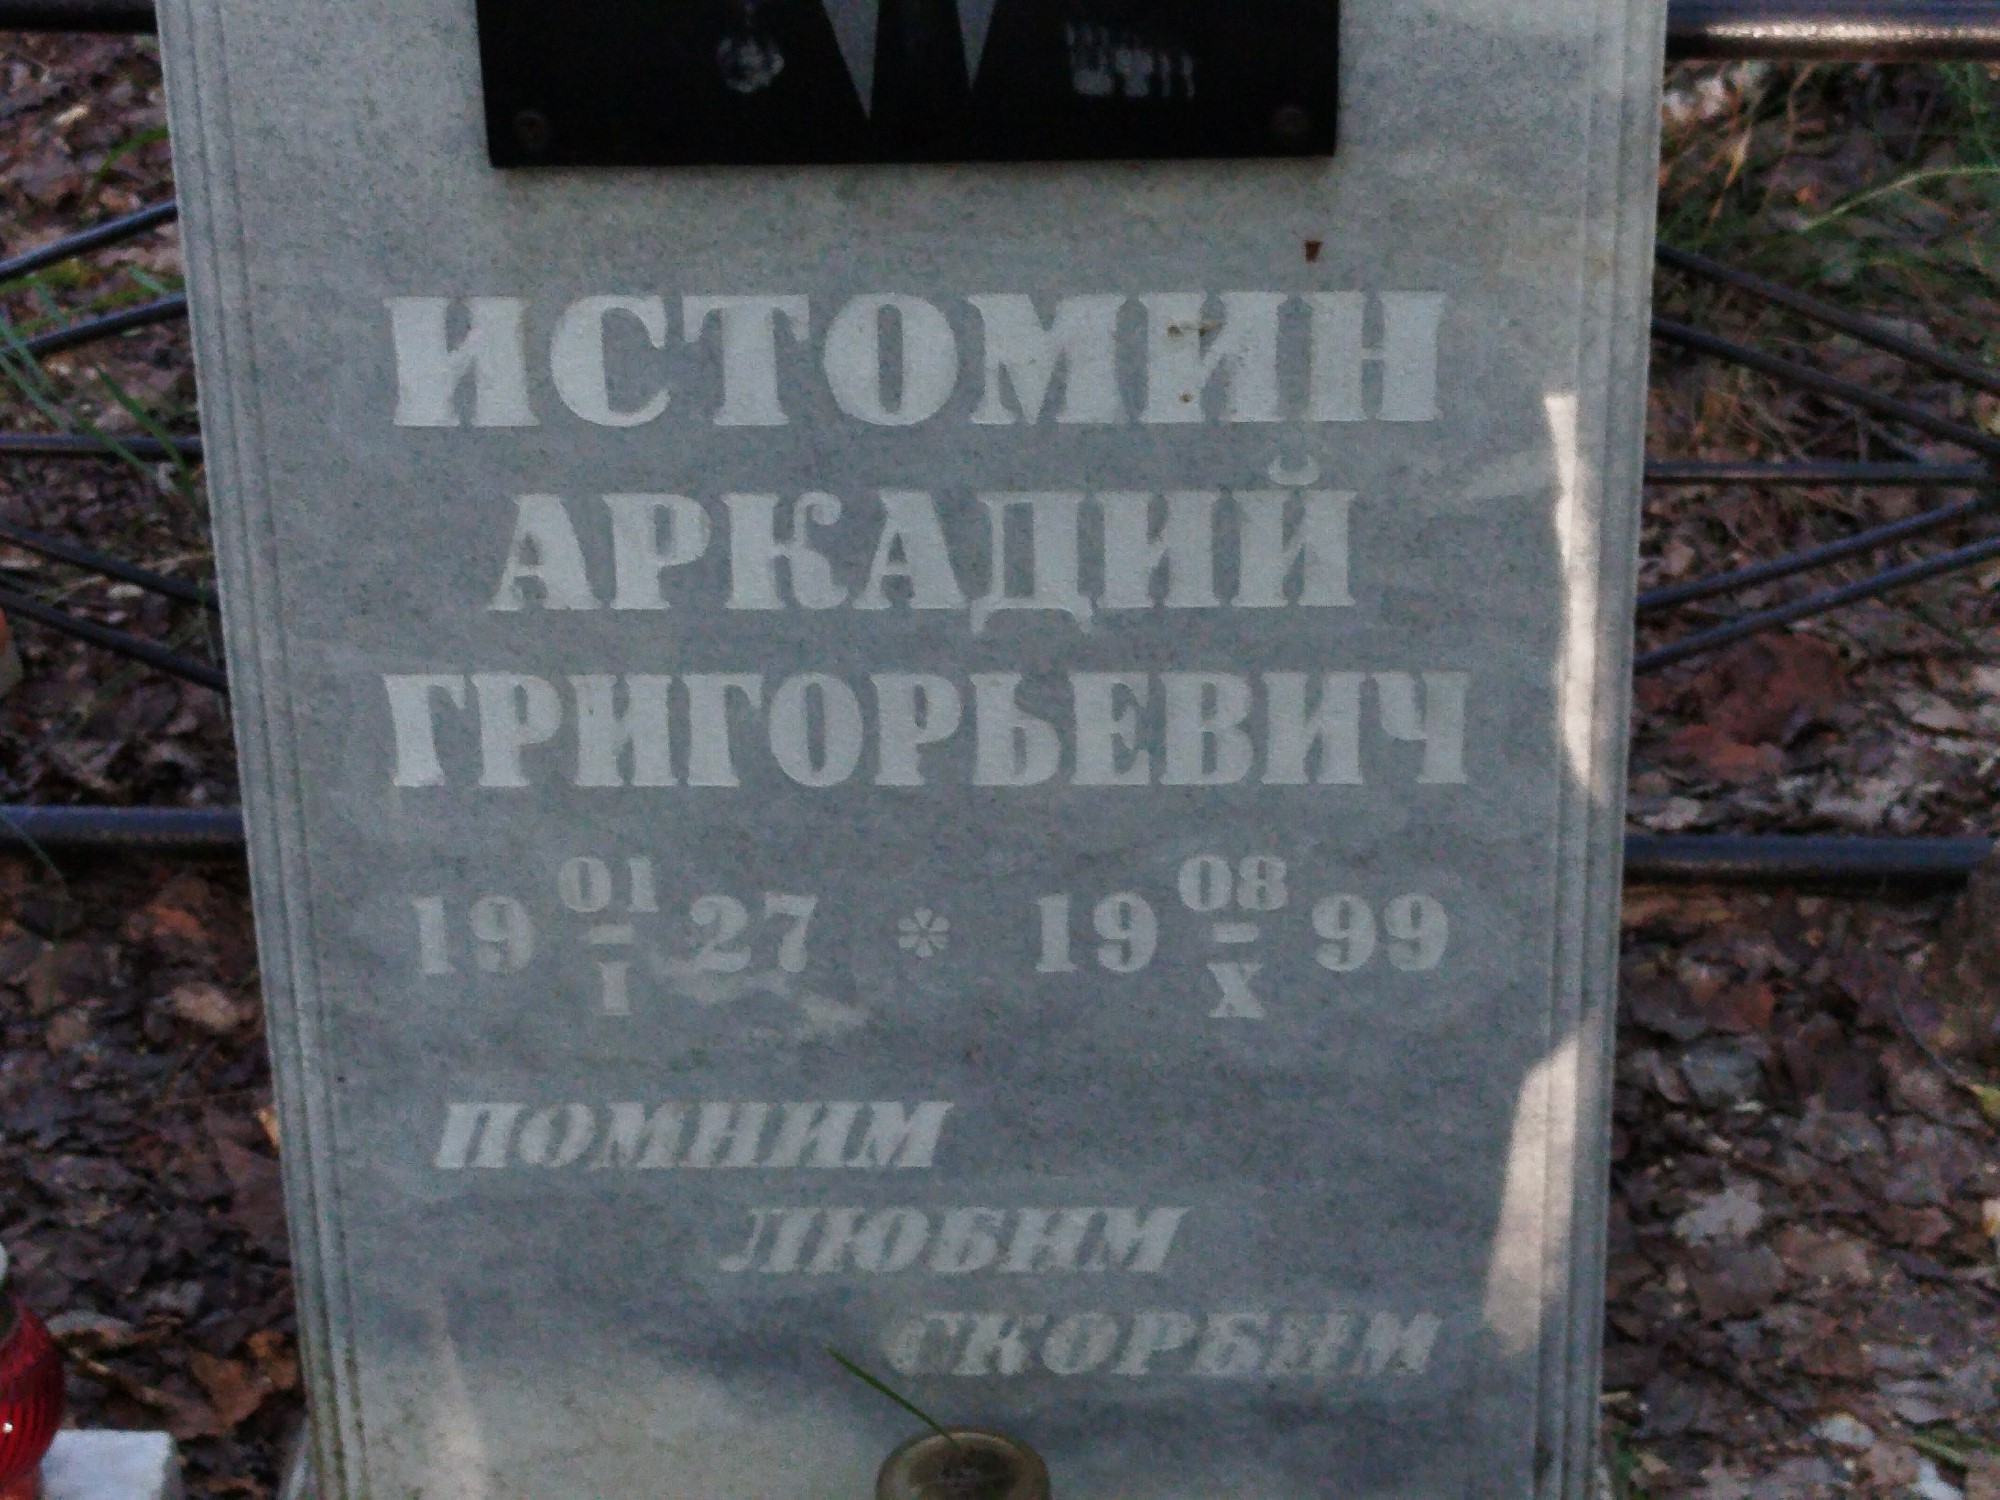 ИСТОМИН
АРКАДИЙ
ГРИГОРЬЕВИЧ
19 01-I 27 * 19 08-X 99
ПОМНИМ
ЛЮБИМ
СКОРБИМ